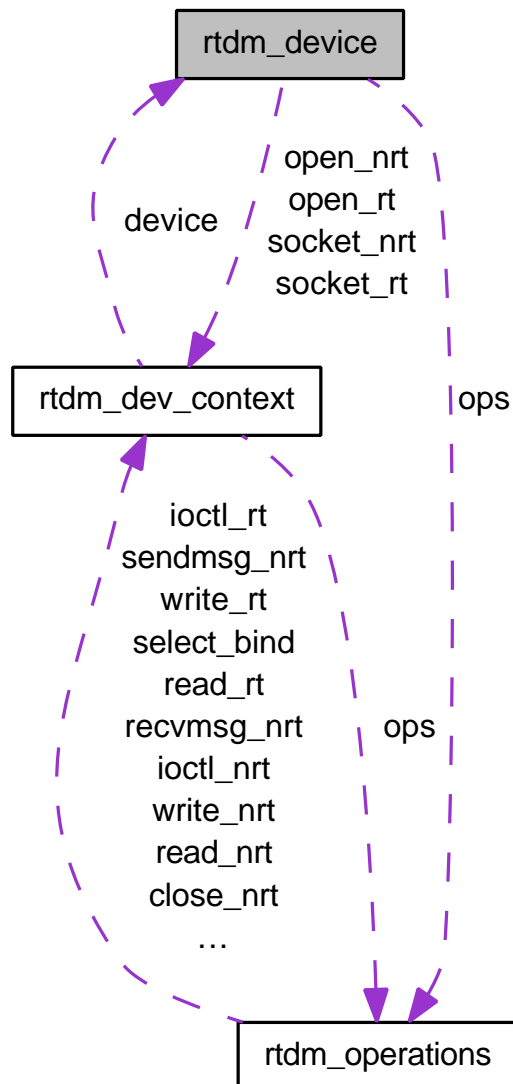 rtdm_device
open_nrt
open_rt
socket_nrt
socket_rt
device
rtdm_dev_context
ops
ioctl_rt
sendmsg_nrt
write_rt
select_bind
read_rt
recvmsg_nrt
ioctl_nrt
write_nrt
read_nrt
close_nrt
...
ops
rtdm_operations